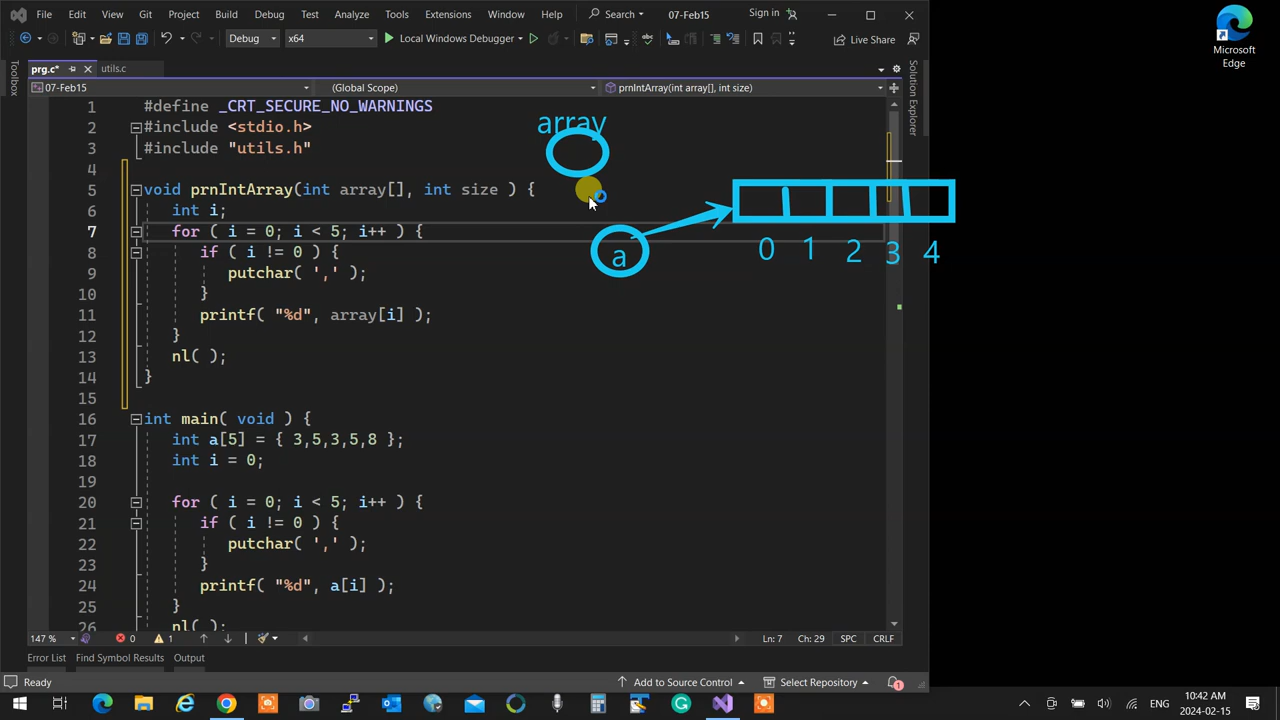 File Edit View Git Project Build Debug Test Analyze Tools Extensions Window Help Search 07-Feb15 Sign in
Debug x64 Local Windows Debugger Live Share
Microsoft
Edge
Toolbox
prg.c* utils.c
Solution Explorer
07-Feb15 (Global Scope) prnIntArray(int array[], int size)
1 #define _CRT_SECURE_NO_WARNINGS
2 #include <stdio.h>
3 #include "utils.h"
4
5 void prnIntArray(int array[], int size ) {
6 int i;
7 for ( i = 0; i < 5; i++ ) {
8 if ( i != 0 ) {
9 putchar( ',' );
10 }
11 printf( "%d", array[i] );
12 }
13 nl( );
14 }
15
16 int main( void ) {
17 int a[5] = { 3,5,3,5,8 };
18 int i = 0;
19
20 for ( i = 0; i < 5; i++ ) {
21 if ( i != 0 ) {
22 putchar( ',' );
23 }
24 printf( "%d", a[i] );
25 }
26 nl( );
array
a
0 1 2 3 4
147 % 0 1 Ln: 7 Ch: 29 SPC CRLF
Error List Find Symbol Results Output
Ready Add to Source Control Select Repository 1
ENG 10:42 AM
2024-02-15